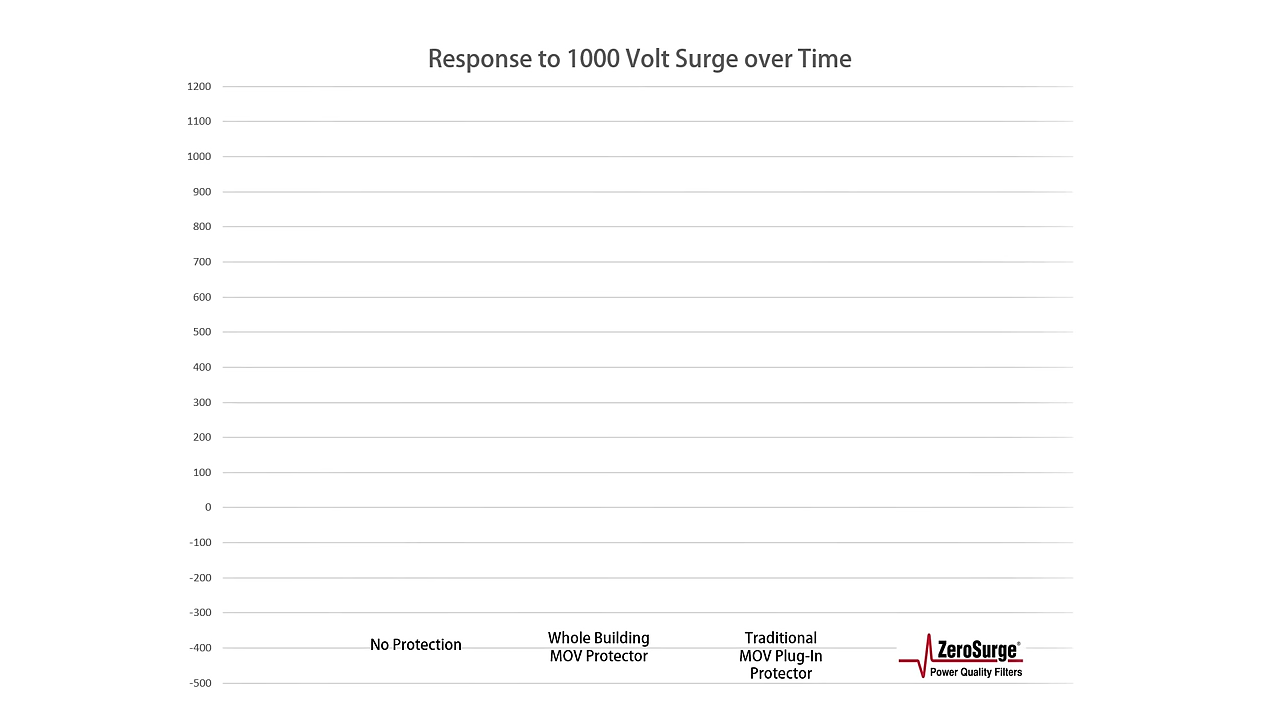 Response to 1000 Volt Surge over Time
1200
1100
1000
900
800
700
600
500
400
300
200
100
0
-100
-200
-300
-400
-500
No Protection
Whole Building
MOV Protector
Traditional
MOV Plug-In
Protector
ZeroSurge®
Power Quality Filters